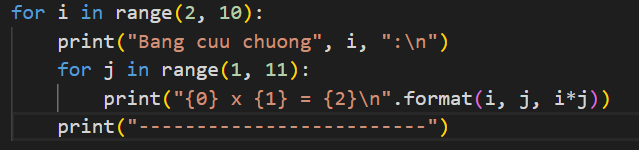 for i in range(2, 10):
    print("Bang cuu chuong", i, ":\n")
    for j in range(1, 11):
        print("{0} x {1} = {2}\n".format(i, j, i*j))
    print("-------------------------")